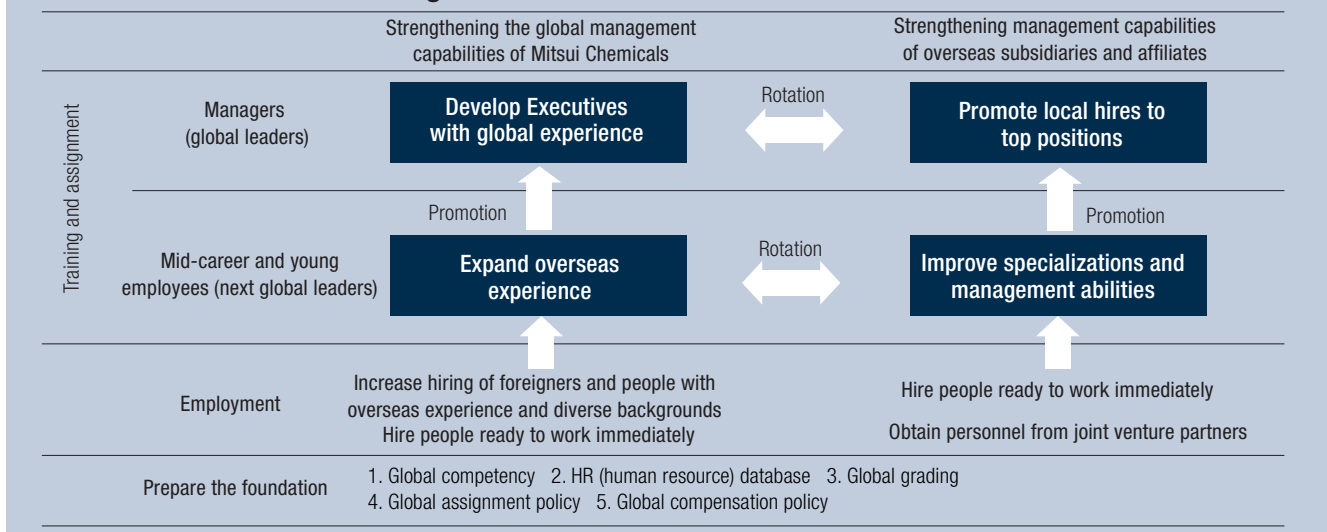 Strengthening the global management
capabilities of Mitsui Chemicals
Strengthening management capabilities
of overseas subsidiaries and affiliates
Training and assignment
Managers
(global leaders)
Develop Executives
with global experience
Rotation
Promote local hires to
top positions
Promotion
Promotion
Mid-career and young
employees (next global leaders)
Expand overseas
experience
Rotation
Improve specializations and
management abilities
Employment
Increase hiring of foreigners and people with
overseas experience and diverse backgrounds
Hire people ready to work immediately
Hire people ready to work immediately
Obtain personnel from joint venture partners
Prepare the foundation
1. Global competency 2. HR (human resource) database 3. Global grading
4. Global assignment policy 5. Global compensation policy